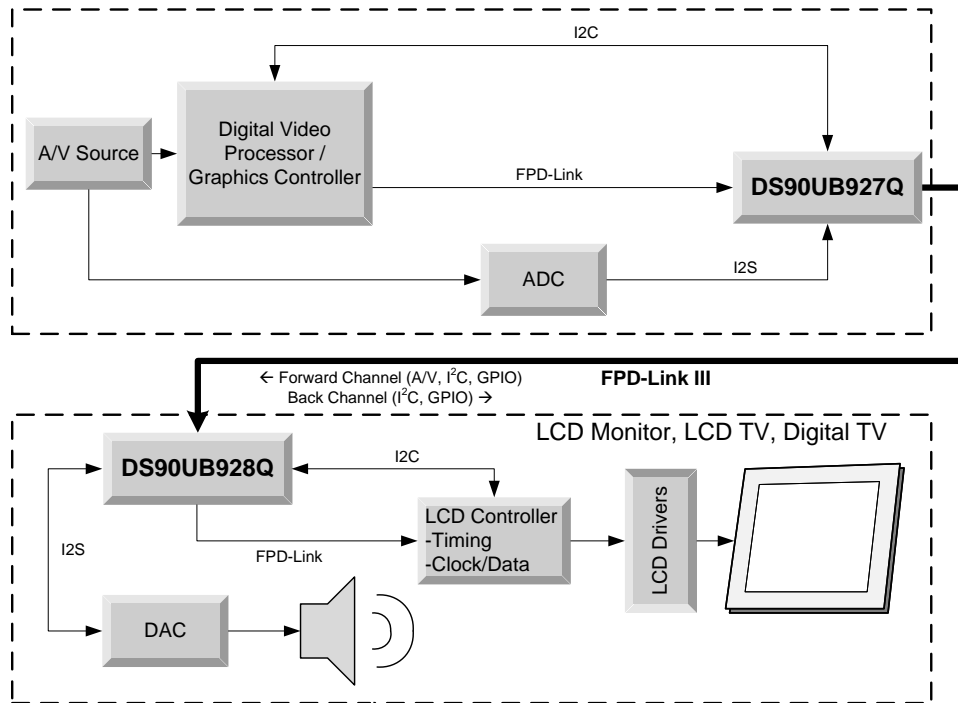 I2C
A/V Source
Digital Video
Processor /
Graphics Controller
FPD-Link
DS90UB927Q
ADC
I2S
← Forward Channel (A/V, I²C, GPIO)
Back Channel (I²C, GPIO) →
FPD-Link III
LCD Monitor, LCD TV, Digital TV
DS90UB928Q
I2C
I2S
FPD-Link
LCD Controller
-Timing
-Clock/Data
LCD Drivers
DAC